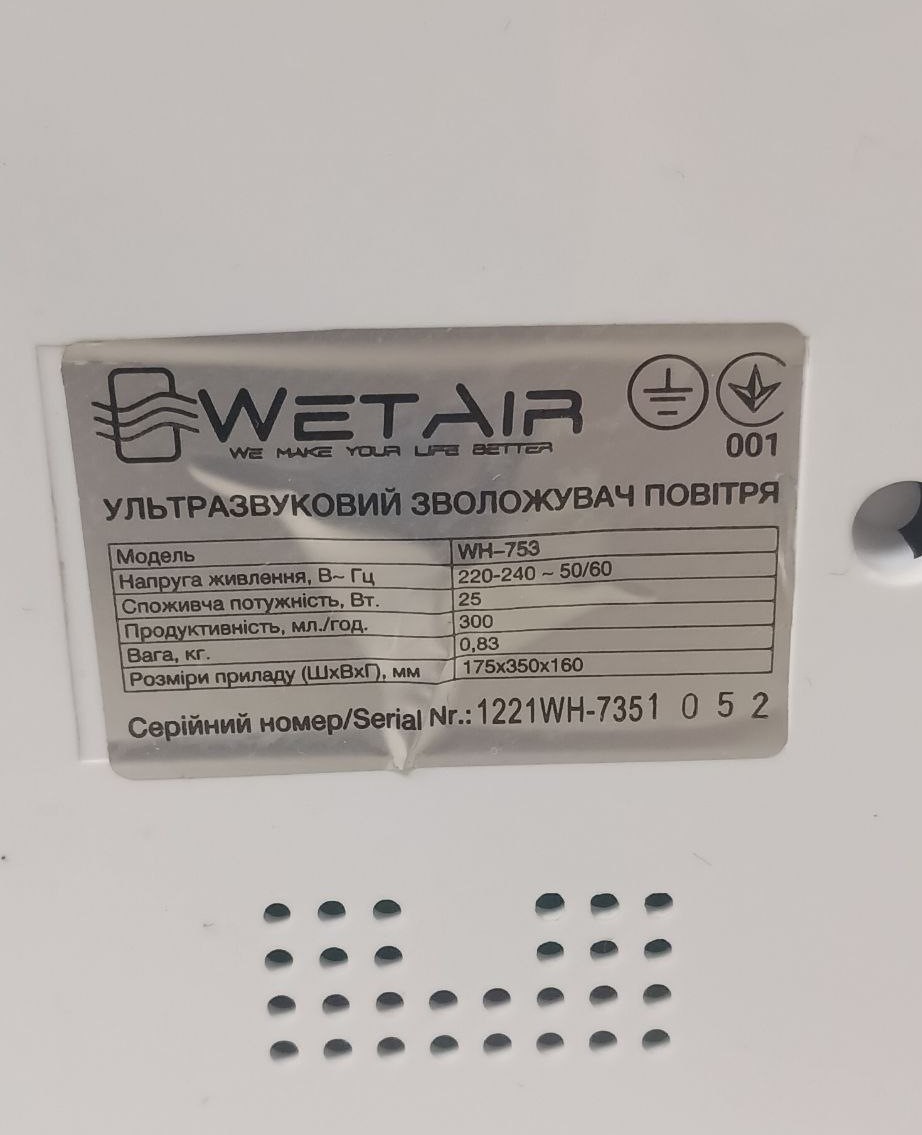 WETAIR
WE MAKE YOUR LIFE BETTER
001
УЛЬТРАЗВУКОВИЙ ЗВОЛОЖУВАЧ ПОВІТРЯ
Модель WH–753
Напруга живлення, В~ Гц 220-240 ~ 50/60
Споживча потужність, Вт. 25
Продуктивність, мл./год. 300
Вага, кг. 0,83
Розміри приладу (ШхВхГ), мм 175x350x160
Серійний номер/Serial Nr.: 1221WH-7351 0 5 2